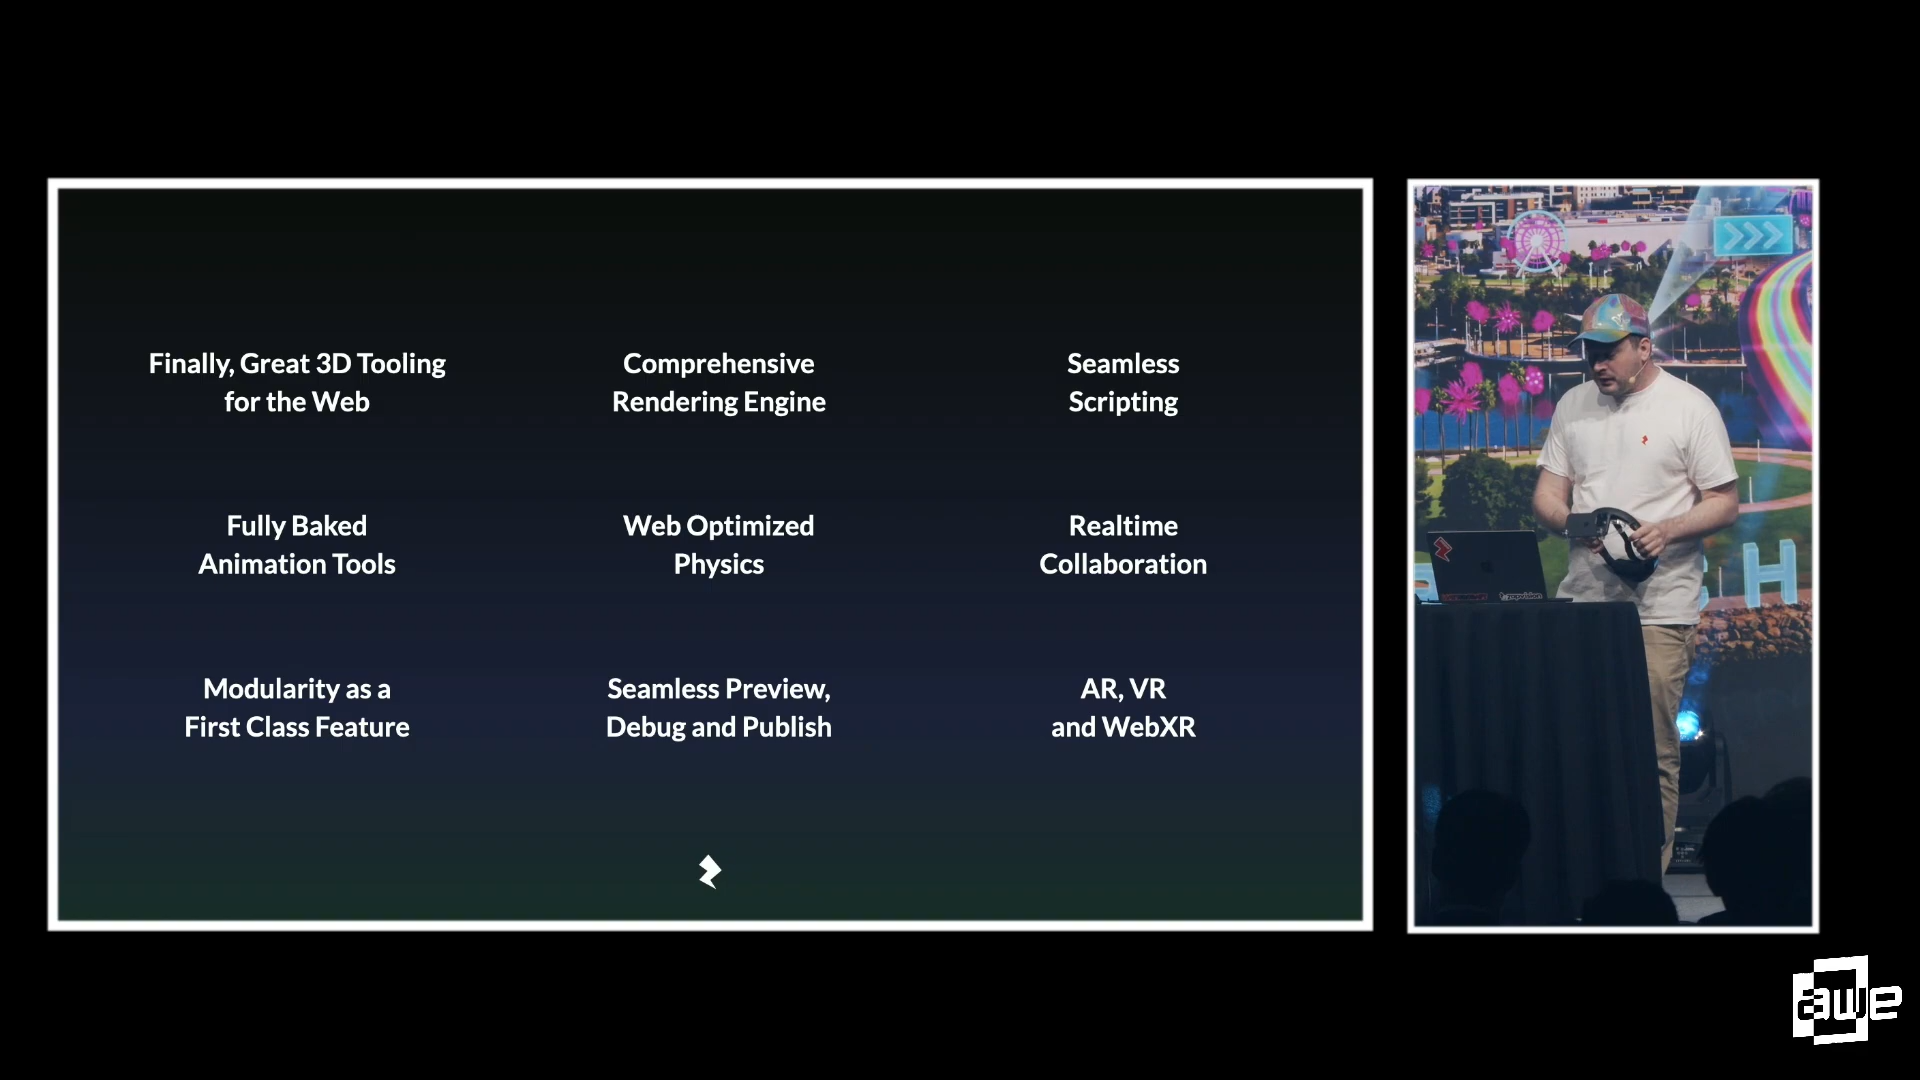 Finally, Great 3D Tooling
for the Web
Comprehensive
Rendering Engine
Seamless
Scripting
Fully Baked
Animation Tools
Web Optimized
Physics
Realtime
Collaboration
Modularity as a
First Class Feature
Seamless Preview,
Debug and Publish
AR, VR
and WebXR
CH
awe